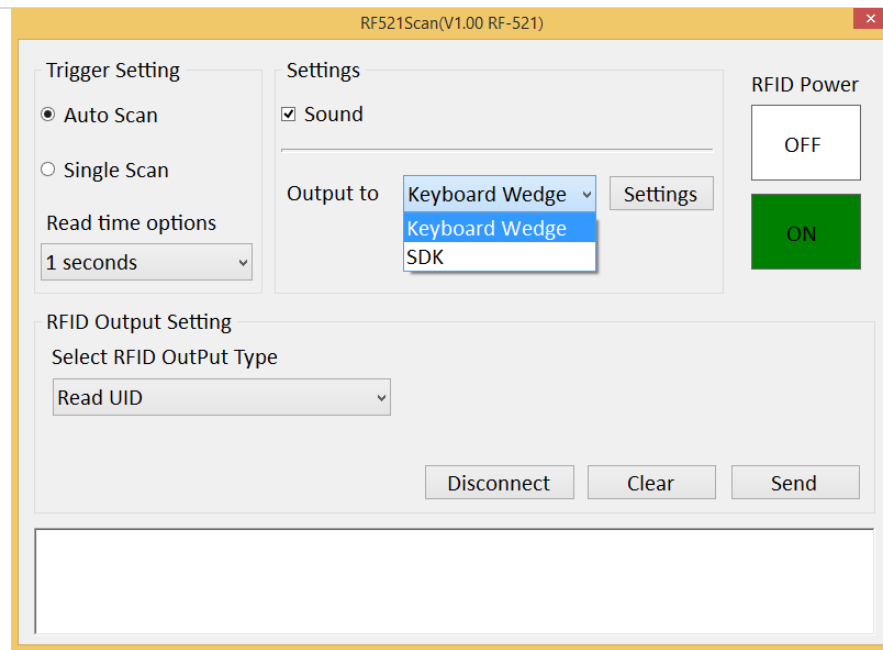 RF521Scan(V1.00 RF-521)
Trigger Setting
Auto Scan
Single Scan
Read time options
1 seconds
Settings
Sound
Output to
Keyboard Wedge
Settings
Keyboard Wedge
SDK
RFID Power
OFF
ON
RFID Output Setting
Select RFID OutPut Type
Read UID
Disconnect
Clear
Send